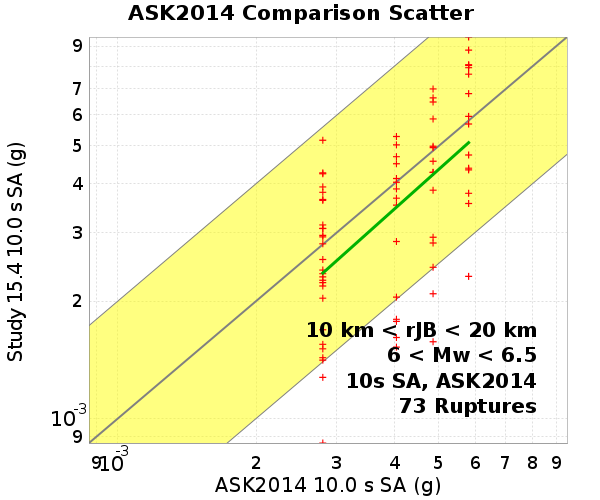 ASK2014 Comparison Scatter
Study 15.4 10.0 s SA (g)
9
7
6
5
4
3
2
10-3
9
10 km < rJB < 20 km
6 < Mw < 6.5
10s SA, ASK2014
73 Ruptures
9 10-3 2 3 4 5 6 7 8 9
ASK2014 10.0 s SA (g)